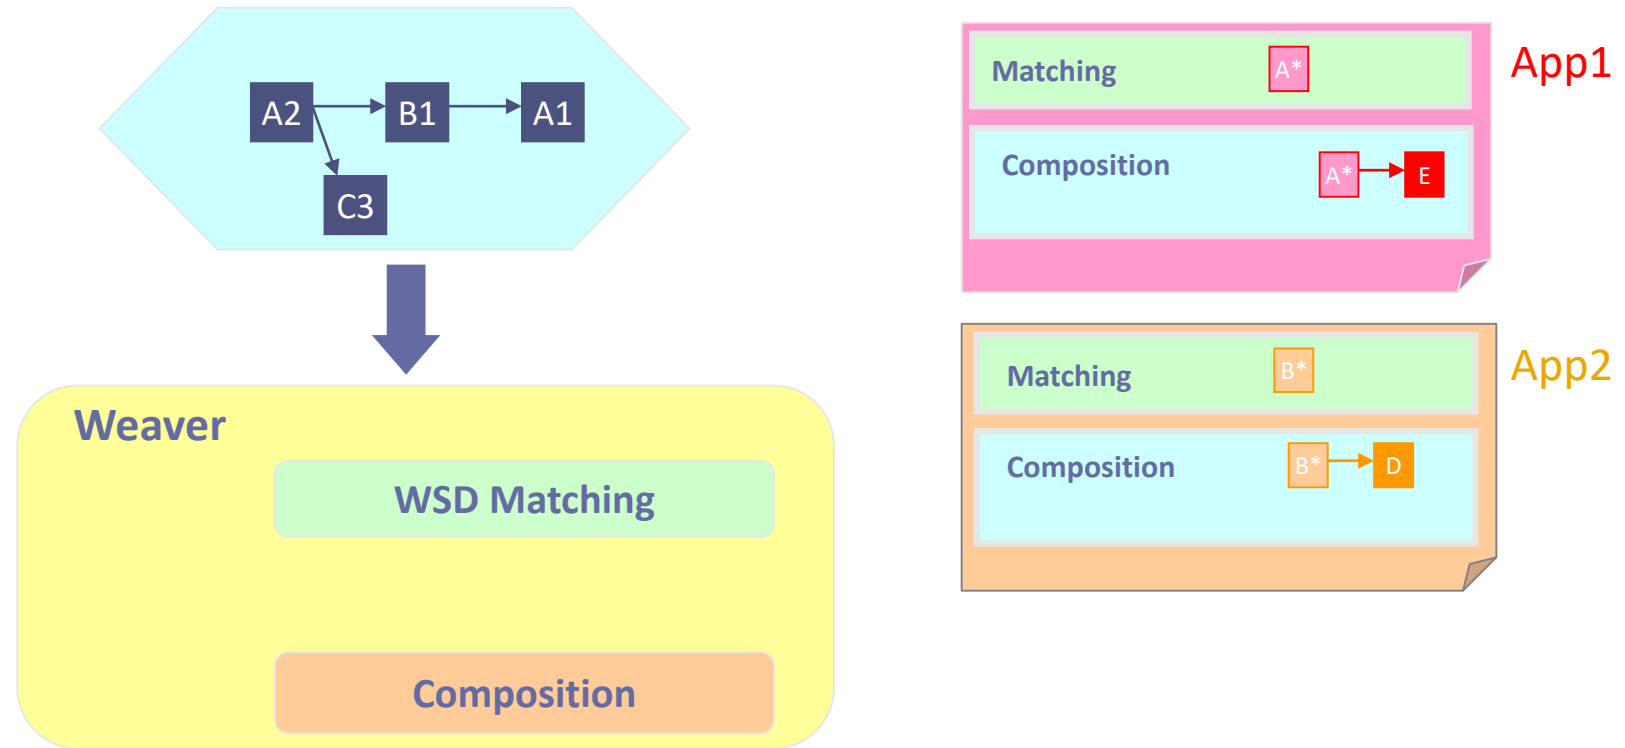 A2
B1
A1
C3
Weaver
WSD Matching
Composition
App1
Matching
A*
Composition
A*
E
App2
Matching
B*
Composition
B*
D